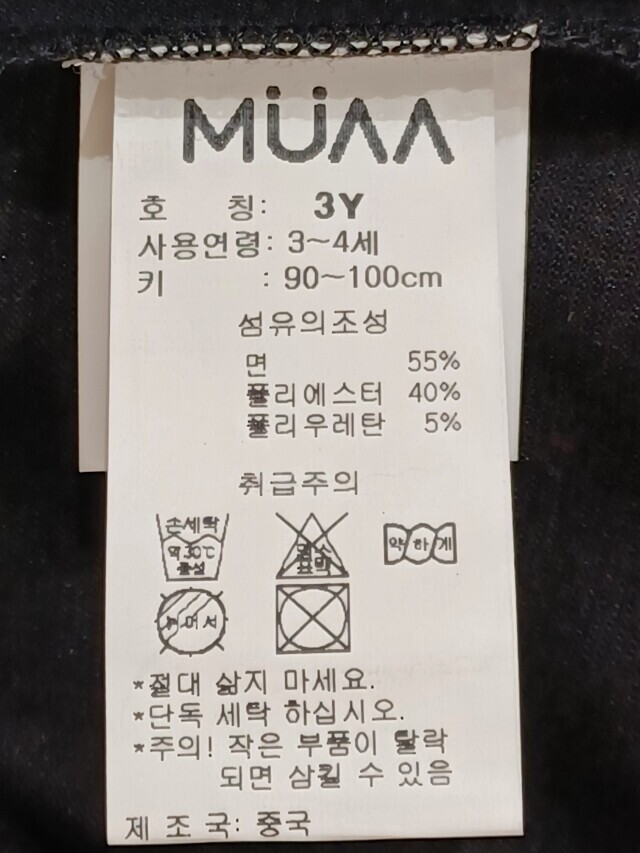 MÜAA
호 칭: 3Y
사용연령: 3~4세
키 : 90~100cm
섬유의조성
면 55%
폴리에스터 40%
폴리우레탄 5%
취급주의
손세탁
약30℃
중성
염소
표백
약하게
뉘어서
*절대 삶지 마세요.
*단독 세탁 하십시오.
*주의! 작은 부품이 탈락
되면 삼킬 수 있음
제 조 국: 중국